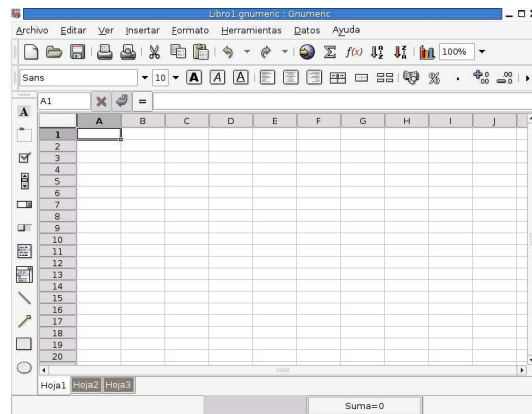 Libro1.gnumeric : Gnumeric
Archivo Editar Ver Insertar Formato Herramientas Datos Ayuda
f(x) 100%
Sans 10 A A A %
A1 =
A
A B C D E F G H I J
1
2
3
4
5
6
7
8
9
10
11
12
13
14
15
16
17
18
19
20
Hoja1 Hoja2 Hoja3
Suma=0